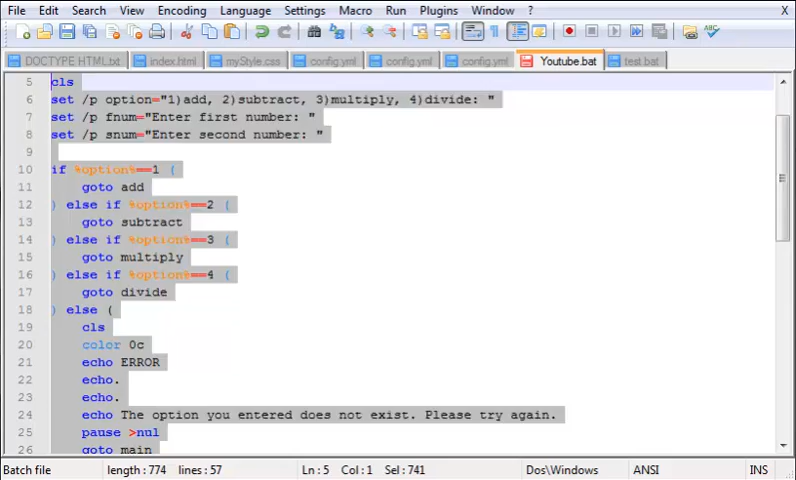 File Edit Search View Encoding Language Settings Macro Run Plugins Window ? X
DOCTYPE HTML.txt index.html myStyle.css config.yml config.yml config.yml Youtube.bat test.bat
5 cls
6 set /p option="1)add, 2)subtract, 3)multiply, 4)divide: "
7 set /p fnum="Enter first number: "
8 set /p snum="Enter second number: "
9
10 if %option%==1 (
11 goto add
12 ) else if %option%==2 (
13 goto subtract
14 ) else if %option%==3 (
15 goto multiply
16 ) else if %option%==4 (
17 goto divide
18 ) else (
19 cls
20 color 0c
21 echo ERROR
22 echo.
23 echo.
24 echo The option you entered does not exist. Please try again.
25 pause >nul
26 goto main
Batch file length : 774 lines : 57 Ln : 5 Col : 1 Sel : 741 Dos\Windows ANSI INS